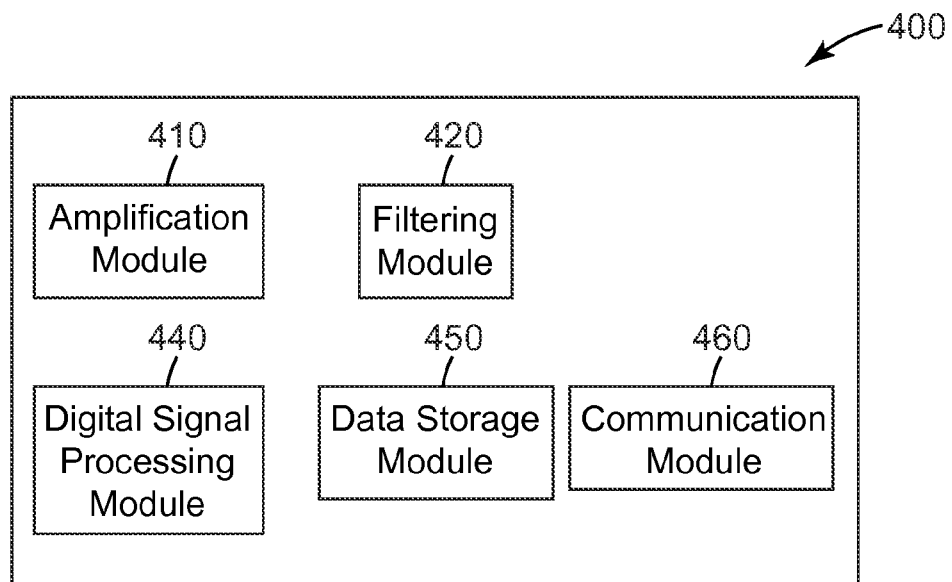 400
410
420
Amplification
Module
Filtering
Module
440
450
460
Digital Signal
Processing
Module
Data Storage
Module
Communication
Module